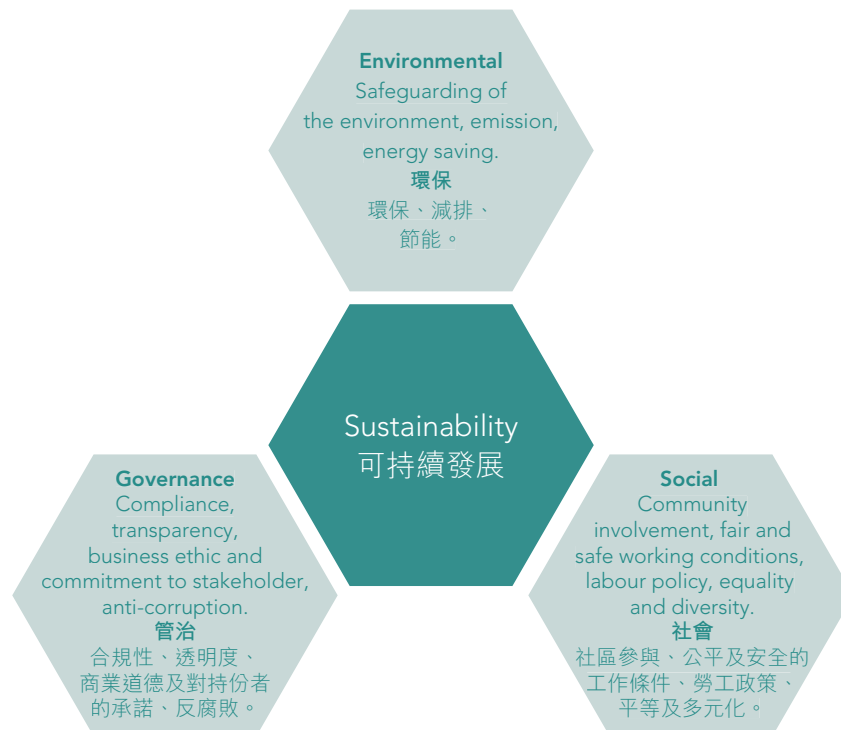 Environmental
Safeguarding of
the environment, emission,
energy saving.
環保
環保、減排、
節能。
Sustainability
可持續發展
Governance
Compliance,
transparency,
business ethic and
commitment to stakeholder,
anti-corruption.
管治
合規性、透明度、
商業道德及對持份者
的承諾、反腐敗。
Social
Community
involvement, fair and
safe working conditions,
labour policy, equality
and diversity.
社會
社區參與、公平及安全的
工作條件、勞工政策、
平等及多元化。